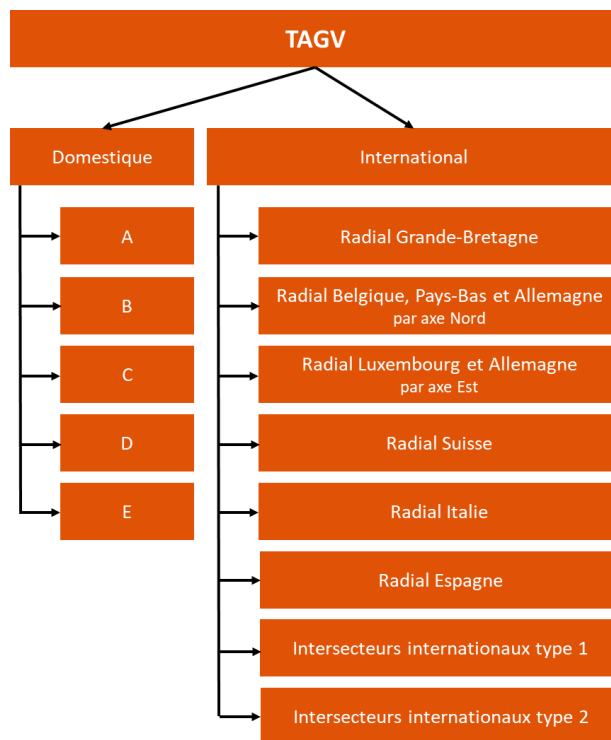 TAGV
Domestique
International
A
B
C
D
E
Radial Grande-Bretagne
Radial Belgique, Pays-Bas et Allemagne
par axe Nord
Radial Luxembourg et Allemagne
par axe Est
Radial Suisse
Radial Italie
Radial Espagne
Intersecteurs internationaux type 1
Intersecteurs internationaux type 2